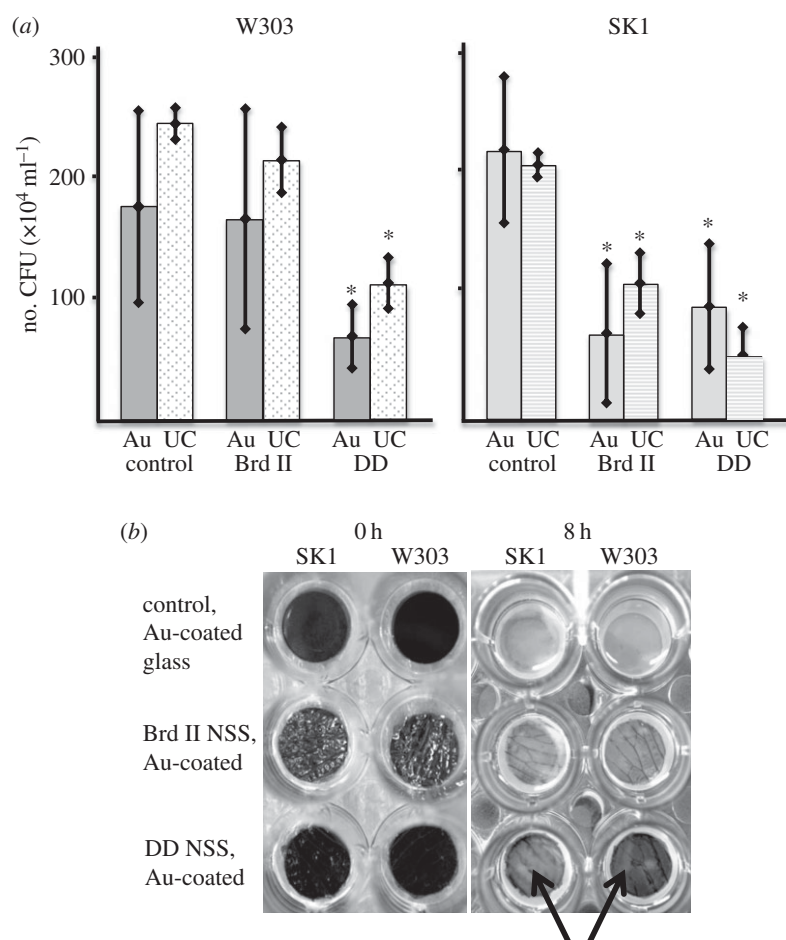 (a) W303 SK1
300
200
100
no. CFU (×10⁴ ml⁻¹)
* * * * * *
Au UC Au UC Au UC Au UC Au UC Au UC
control Brd II DD control Brd II DD
(b) 0 h 8 h
SK1 W303 SK1 W303
control,
Au-coated
glass
Brd II NSS,
Au-coated
DD NSS,
Au-coated